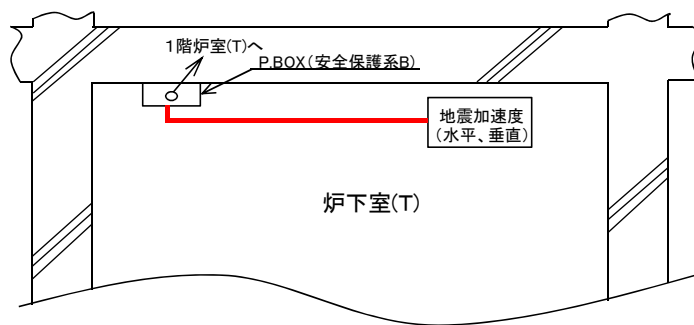 1階炉室(T)へ
P.BOX(安全保護系B)
地震加速度
(水平、垂直)
炉下室(T)